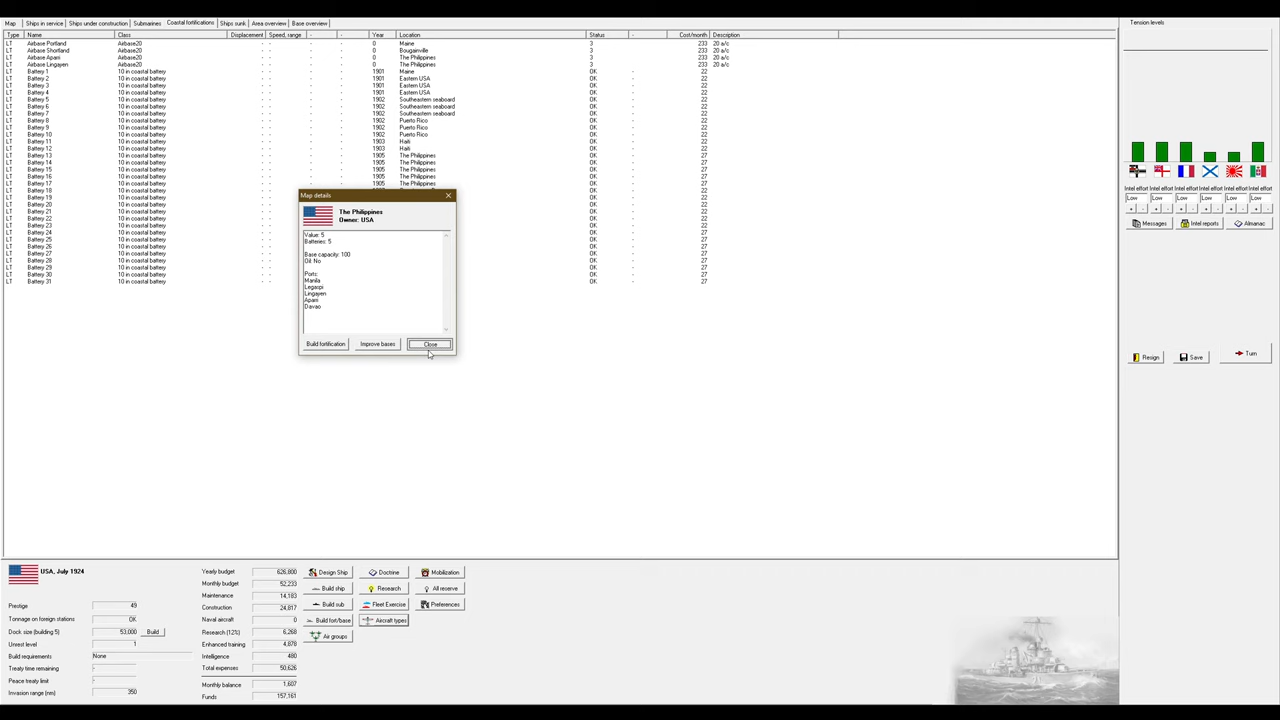 Map Ships in service Ships under construction Submarines Coastal fortifications Ships sunk Area overview Base overview
Type Name Class Displacement Speed, range - - Year Location Status - Cost/month Description
LT Airbase Portland Airbase20 - - - - 0 Maine 3 233 20 a/c
LT Airbase Shortland Airbase20 - - - - 0 Bougainville 3 233 20 a/c
LT Airbase Aparri Airbase20 - - - - 0 The Philippines 3 233 20 a/c
LT Airbase Lingayen Airbase20 - - - - 0 The Philippines 3 233 20 a/c
LT Battery 1 10 in coastal battery - - - - 1901 Maine OK - 22
LT Battery 2 10 in coastal battery - - - - 1901 Eastern USA OK - 22
LT Battery 3 10 in coastal battery - - - - 1901 Eastern USA OK - 22
LT Battery 4 10 in coastal battery - - - - 1901 Eastern USA OK - 22
LT Battery 5 10 in coastal battery - - - - 1902 Southeastern seaboard OK - 22
LT Battery 6 10 in coastal battery - - - - 1902 Southeastern seaboard OK - 22
LT Battery 7 10 in coastal battery - - - - 1902 Southeastern seaboard OK - 22
LT Battery 8 10 in coastal battery - - - - 1902 Puerto Rico OK - 22
LT Battery 9 10 in coastal battery - - - - 1902 Puerto Rico OK - 22
LT Battery 10 10 in coastal battery - - - - 1902 Puerto Rico OK - 22
LT Battery 11 10 in coastal battery - - - - 1903 Haiti OK - 22
LT Battery 12 10 in coastal battery - - - - 1903 Haiti OK - 22
LT Battery 13 10 in coastal battery - - - - 1905 The Philippines OK - 27
LT Battery 14 10 in coastal battery - - - - 1905 The Philippines OK - 27
LT Battery 15 10 in coastal battery - - - - 1905 The Philippines OK - 27
LT Battery 16 10 in coastal battery - - - - 1905 The Philippines OK - 27
LT Battery 17 10 in coastal battery - - - - 1905 The Philippines OK - 27
LT Battery 18 10 in coastal battery OK - 27
LT Battery 19 10 in coastal battery OK - 27
LT Battery 20 10 in coastal battery OK - 27
LT Battery 21 10 in coastal battery OK - 27
LT Battery 22 10 in coastal battery OK - 27
LT Battery 23 10 in coastal battery OK - 27
LT Battery 24 10 in coastal battery OK - 27
LT Battery 25 10 in coastal battery OK - 27
LT Battery 26 10 in coastal battery OK - 27
LT Battery 27 10 in coastal battery OK - 27
LT Battery 28 10 in coastal battery OK - 27
LT Battery 29 10 in coastal battery OK - 27
LT Battery 30 10 in coastal battery OK - 27
LT Battery 31 10 in coastal battery OK - 27
Map details
The Philippines
Owner: USA
Value: 5
Batteries: 5
Base capacity: 100
Oil: No
Ports:
Manila
Legaspi
Lingayen
Aparri
Davao
Build fortification Improve bases Close
Tension levels
Intel effort Intel effort Intel effort Intel effort Intel effort Intel effort
Low Low Low Low Low Low
+ - + - + - + - + - + -
Messages Intel reports Almanac
Resign Save Turn
USA, July 1924
Prestige 49
Tonnage on foreign stations OK
Dock size (building 5) 53,000 Build
Unrest level 1
Build requirements None
Treaty time remaining -
Peace treaty limit -
Invasion range (nm) 350
Yearly budget 626,800
Monthly budget 52,233
Maintenance 14,183
Construction 24,817
Naval aircraft 0
Research (12%) 6,268
Enhanced training 4,878
Intelligence 480
Total expenses 50,626
Monthly balance 1,607
Funds 157,161
Design Ship Doctrine Mobilization
Build ship Research All reserve
Build sub Fleet Exercise Preferences
Build fort/base Aircraft types
Air groups